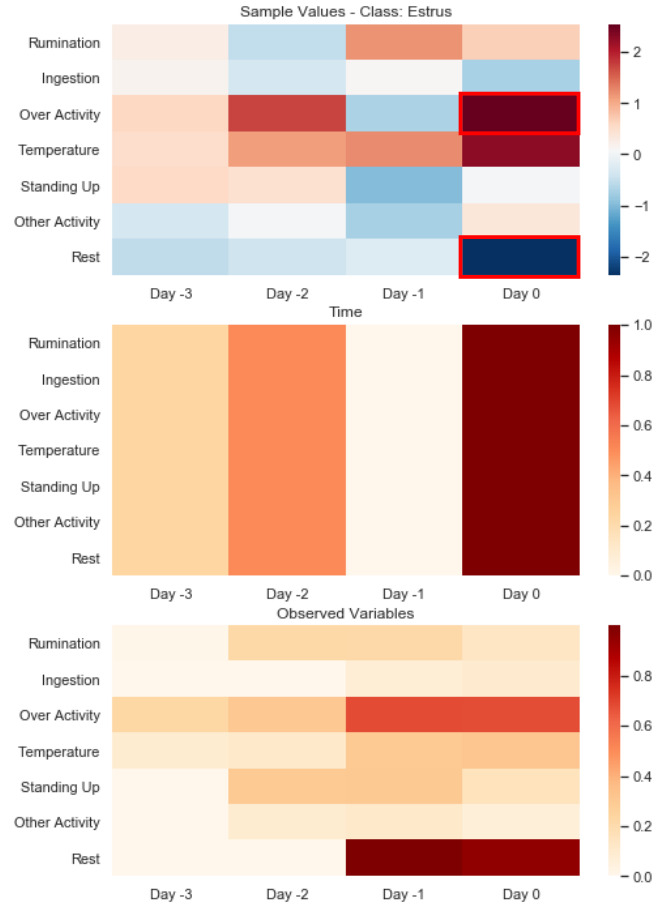 Sample Values - Class: Estrus
Rumination
Ingestion
Over Activity
Temperature
Standing Up
Other Activity
Rest
Day -3 Day -2 Day -1 Day 0
2
1
0
−1
−2
Time
Rumination
Ingestion
Over Activity
Temperature
Standing Up
Other Activity
Rest
Day -3 Day -2 Day -1 Day 0
1.0
0.8
0.6
0.4
0.2
0.0
Observed Variables
Rumination
Ingestion
Over Activity
Temperature
Standing Up
Other Activity
Rest
Day -3 Day -2 Day -1 Day 0
0.8
0.6
0.4
0.2
0.0